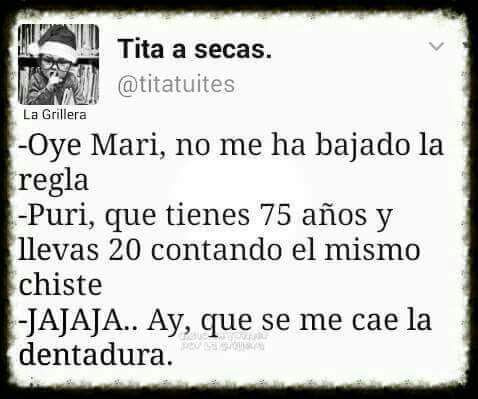 Tita a secas.
@titatuites
La Grillera
-Oye Mari, no me ha bajado la
regla
-Puri, que tienes 75 años y
llevas 20 contando el mismo
chiste
-JAJAJA.. Ay, que se me cae la
dentadura.